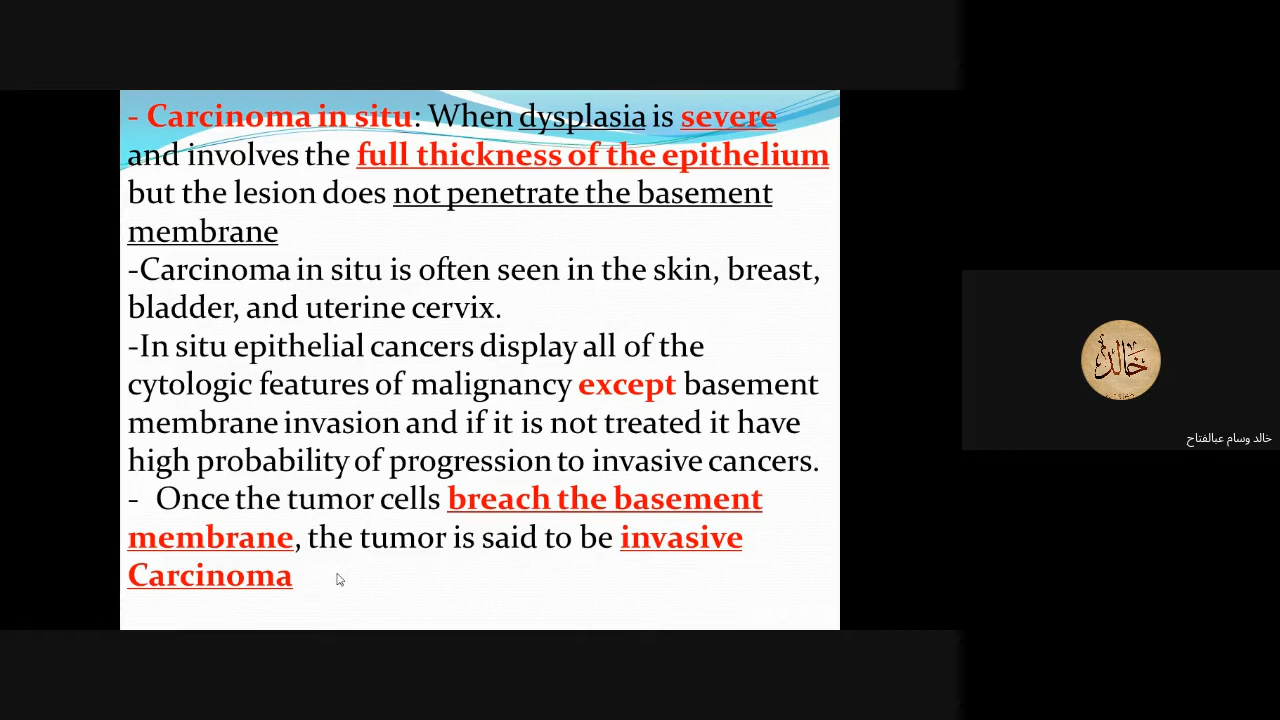 - Carcinoma in situ: When dysplasia is severe
and involves the full thickness of the epithelium
but the lesion does not penetrate the basement
membrane
-Carcinoma in situ is often seen in the skin, breast,
bladder, and uterine cervix.
-In situ epithelial cancers display all of the
cytologic features of malignancy except basement
membrane invasion and if it is not treated it have
high probability of progression to invasive cancers.
- Once the tumor cells breach the basement
membrane, the tumor is said to be invasive
Carcinoma
خالد
خالد وسام عبالفتاح